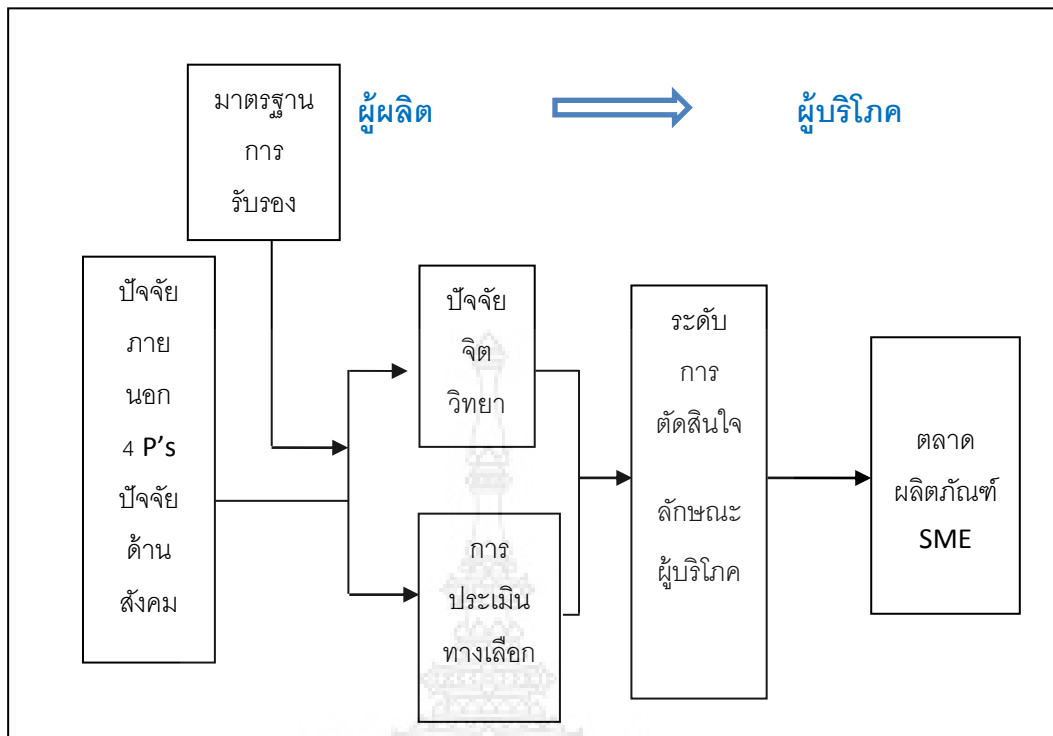 มาตรฐาน
การ
รับรอง
ผู้ผลิต
ผู้บริโภค
ปัจจัย
ภาย
นอก
4 P's
ปัจจัย
ด้าน
สังคม
ปัจจัย
จิต
วิทยา
การ
ประเมิน
ทางเลือก
ระดับ
การ
ตัดสินใจ
ลักษณะ
ผู้บริโภค
ตลาด
ผลิตภัณฑ์
SME